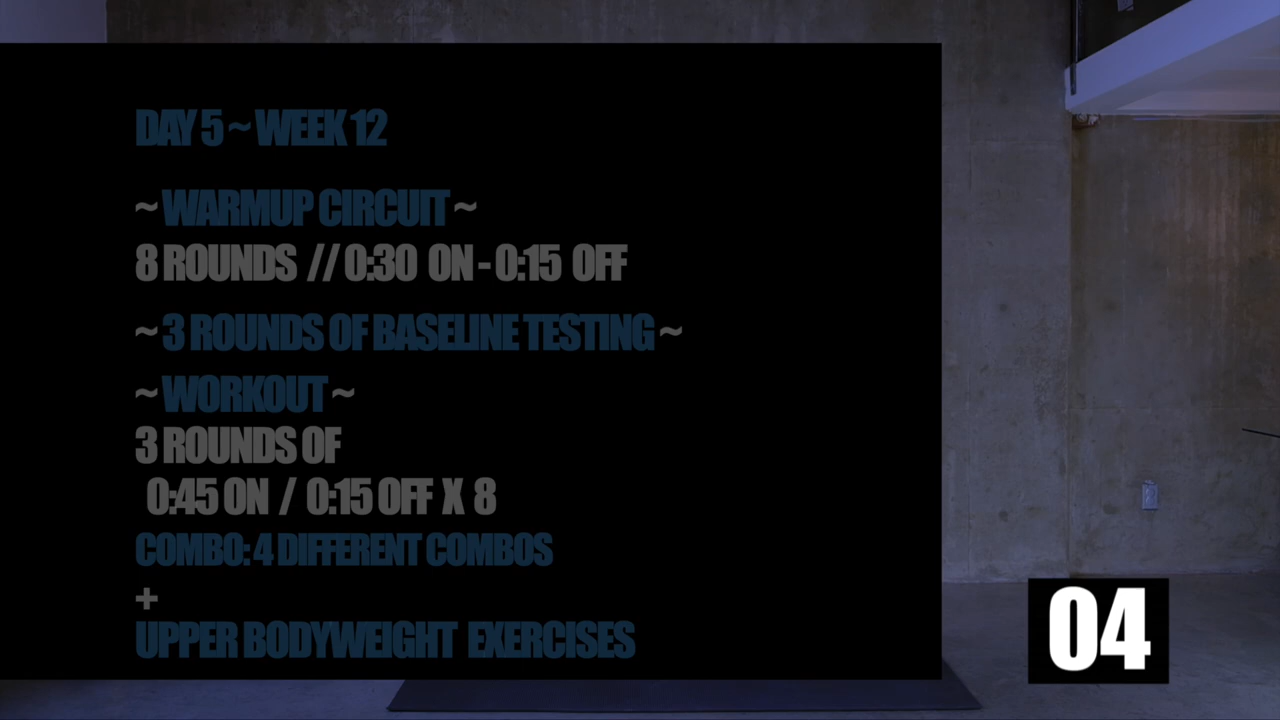 DAY 5 ~ WEEK 12
~ WARMUP CIRCUIT ~
8 ROUNDS // 0:30 ON - 0:15 OFF
~ 3 ROUNDS OF BASELINE TESTING ~
~ WORKOUT ~
3 ROUNDS OF
0:45 ON / 0:15 OFF X 8
COMBO: 4 DIFFERENT COMBOS
+
UPPER BODYWEIGHT EXERCISES
04